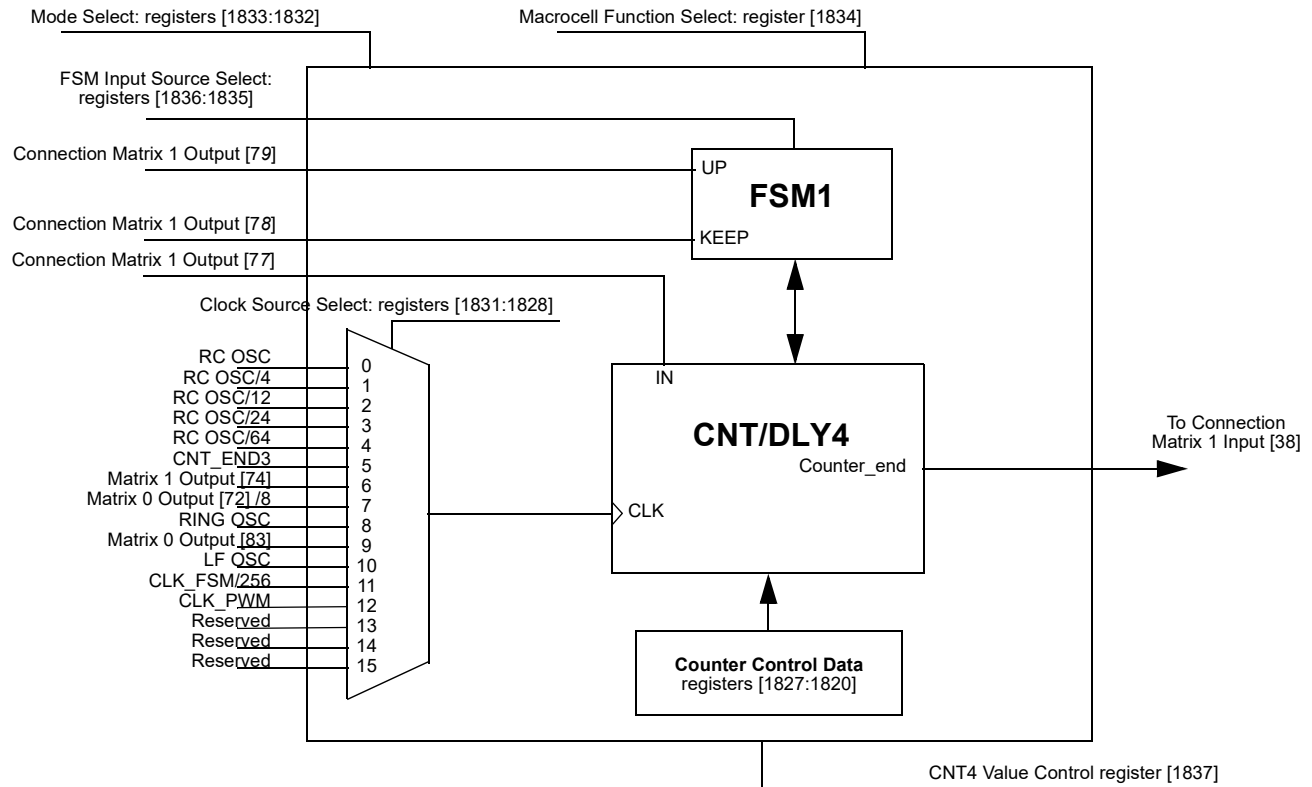 Mode Select: registers [1833:1832]
Macrocell Function Select: register [1834]
FSM Input Source Select:
registers [1836:1835]
Connection Matrix 1 Output [79]
UP
FSM1
Connection Matrix 1 Output [78]
KEEP
Connection Matrix 1 Output [77]
Clock Source Select: registers [1831:1828]
RC OSC
0
RC OSC/4
1
RC OSC/12
2
RC OSC/24
3
RC OSC/64
4
CNT_END3
5
Matrix 1 Output [74]
6
Matrix 0 Output [72] /8
7
RING OSC
8
Matrix 0 Output [83]
9
LF OSC
10
CLK_FSM/256
11
CLK_PWM
12
Reserved
13
Reserved
14
Reserved
15
IN
CNT/DLY4
Counter_end
CLK
To Connection
Matrix 1 Input [38]
Counter Control Data
registers [1827:1820]
CNT4 Value Control register [1837]